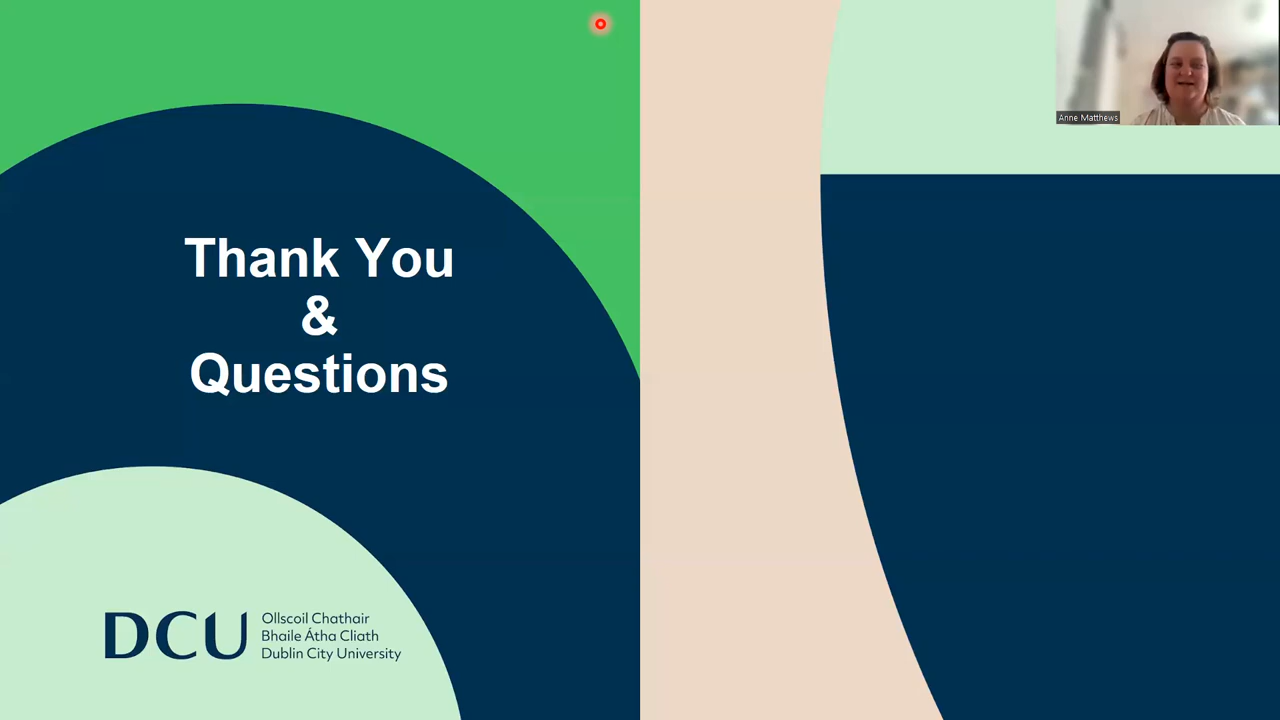 Thank You
&
Questions
DCU
Ollscoil Chathair
Bhaile Átha Cliath
Dublin City University
Anne Matthews